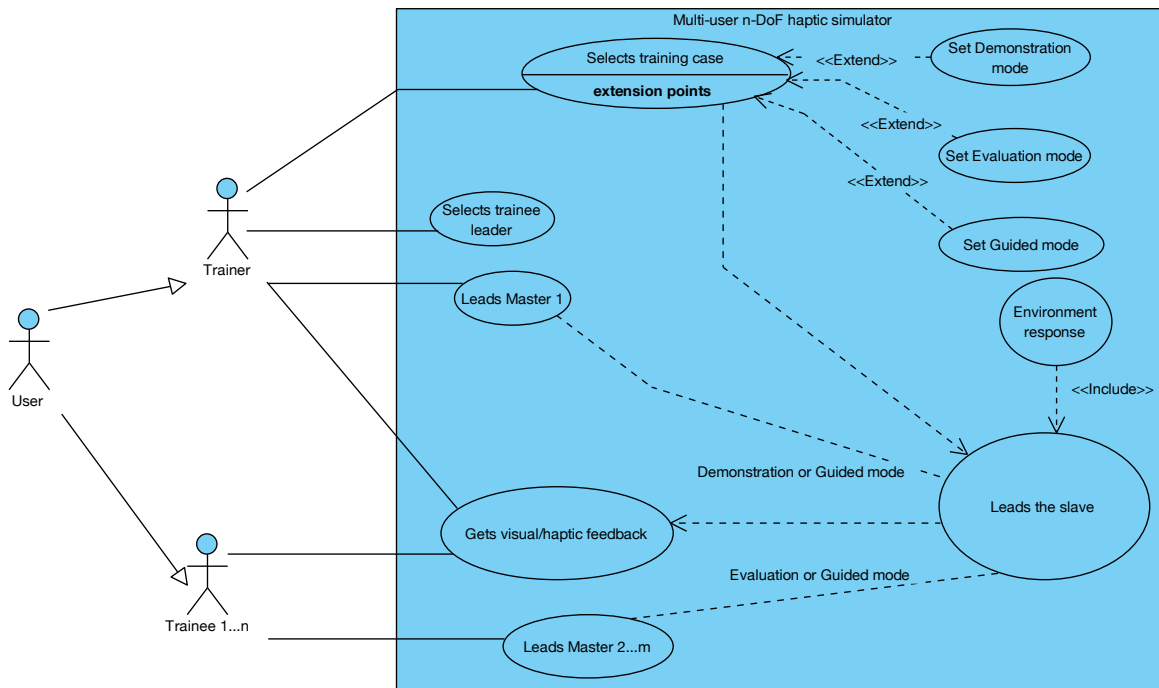 Multi-user n-DoF haptic simulator
Selects training case
extension points
<<Extend>>
Set Demonstration
mode
<<Extend>>
Set Evaluation mode
<<Extend>>
Set Guided mode
Selects trainee
leader
Trainer
Leads Master 1
Environment
response
<<Include>>
User
Demonstration or Guided mode
Leads the slave
Gets visual/haptic feedback
Evaluation or Guided mode
Trainee 1...n
Leads Master 2...m